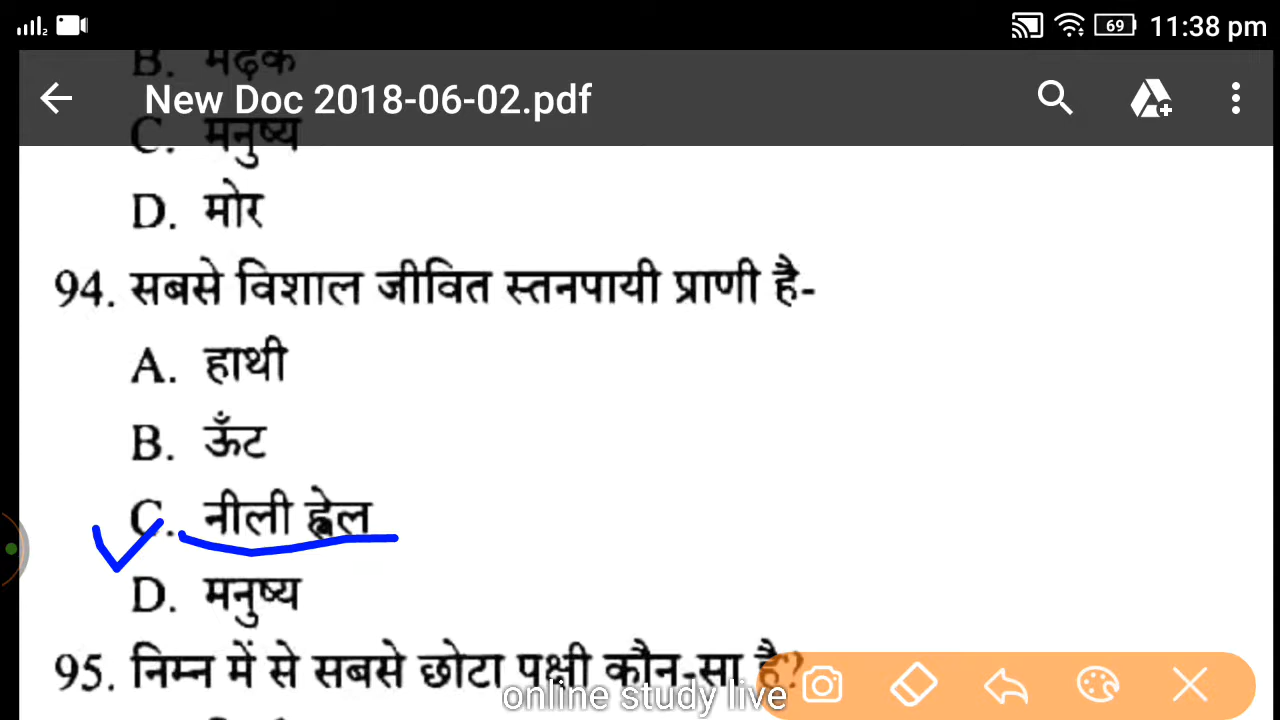 69 11:38 pm
B. मेंढ़क
New Doc 2018-06-02.pdf
C. मनुष्य
D. मोर
94. सबसे विशाल जीवित स्तनपायी प्राणी है-
A. हाथी
B. ऊँट
C. नीली ह्वेल
D. मनुष्य
95. निम्न में से सबसे छोटा पक्षी कौन-सा है?
online study live